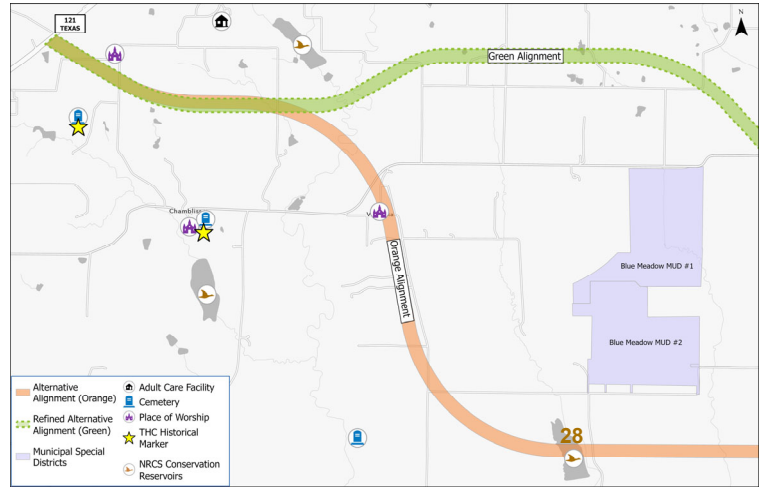 121
TEXAS
N
Green Alignment
Chambliss
Orange Alignment
Blue Meadow MUD #1
Blue Meadow MUD #2
28
Alternative
Alignment (Orange)
Refined Alternative
Alignment (Green)
Municipal Special
Districts
Adult Care Facility
Cemetery
Place of Worship
THC Historical
Marker
NRCS Conservation
Reservoirs